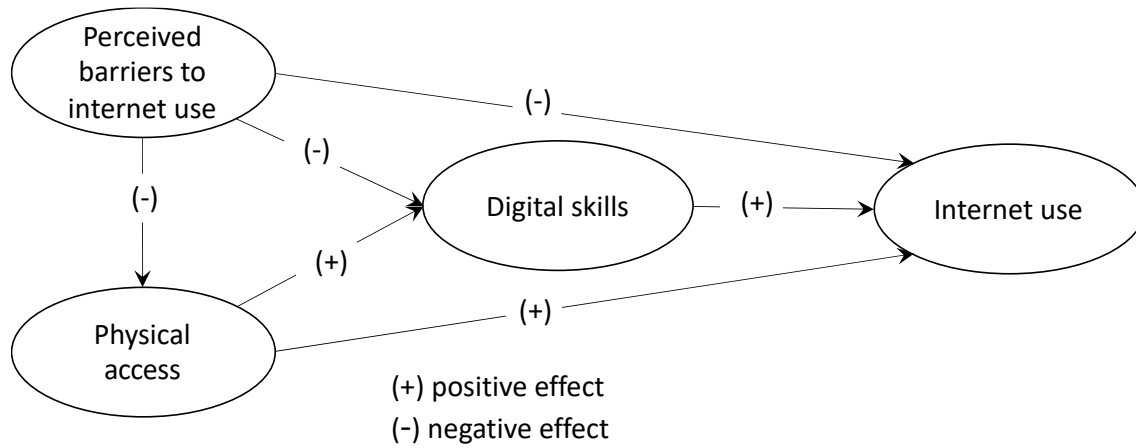 Perceived
barriers to
internet use
(-)
(-)
(-)
Digital skills
(+)
Internet use
(+)
Physical
access
(+)
(+) positive effect
(-) negative effect